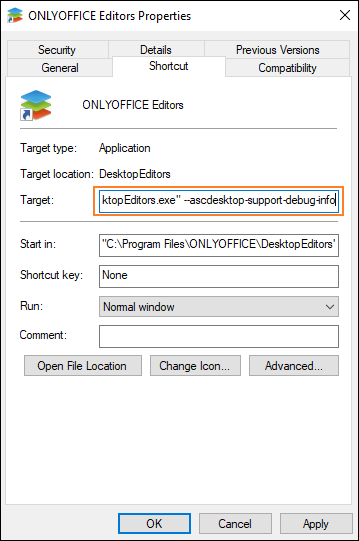 ONLYOFFICE Editors Properties
Security Details Previous Versions
General Shortcut Compatibility
ONLYOFFICE Editors
Target type: Application
Target location: DesktopEditors
Target: ktopEditors.exe" --ascdesktop-support-debug-info
Start in: "C:\Program Files\ONLYOFFICE\DesktopEditors"
Shortcut key: None
Run: Normal window
Comment:
Open File Location Change Icon... Advanced...
OK Cancel Apply